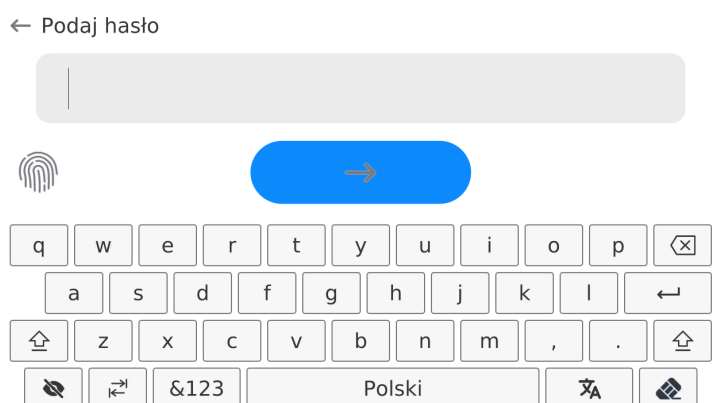 Podaj hasło
q w e r t y u i o p
a s d f g h j k l
z x c v b n m , .
&123 Polski